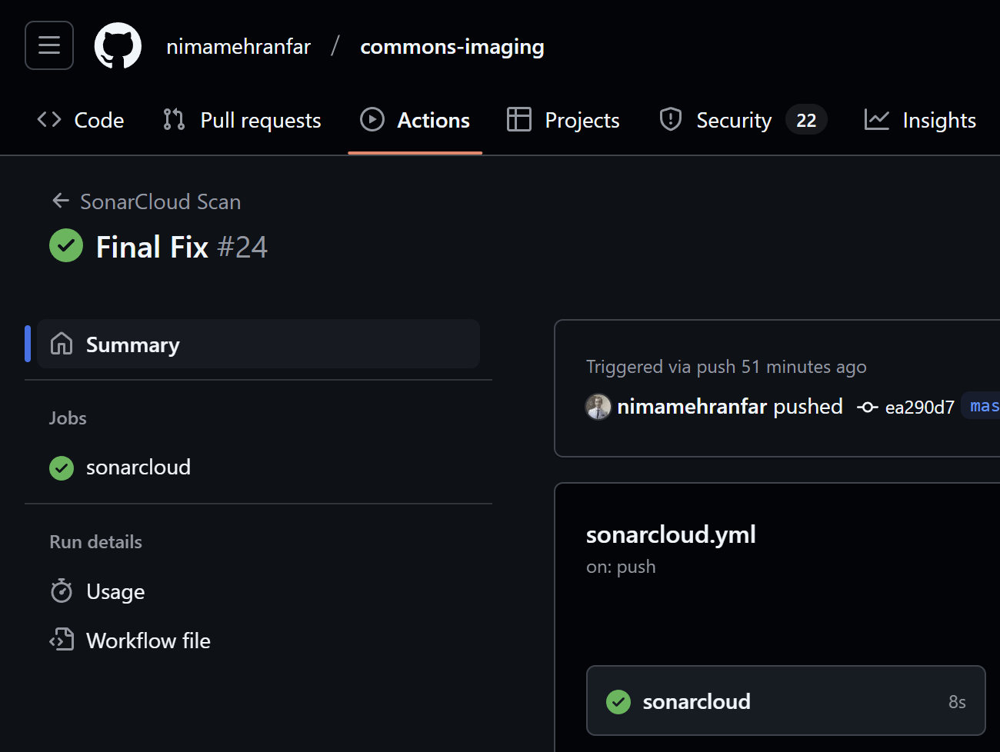 nimamehranfar / commons-imaging
Code Pull requests Actions Projects Security 22 Insights
SonarCloud Scan
Final Fix #24
Summary
Jobs
sonarcloud
Run details
Usage
Workflow file
Triggered via push 51 minutes ago
nimamehranfar pushed ea290d7 mas
sonarcloud.yml
on: push
sonarcloud 8s